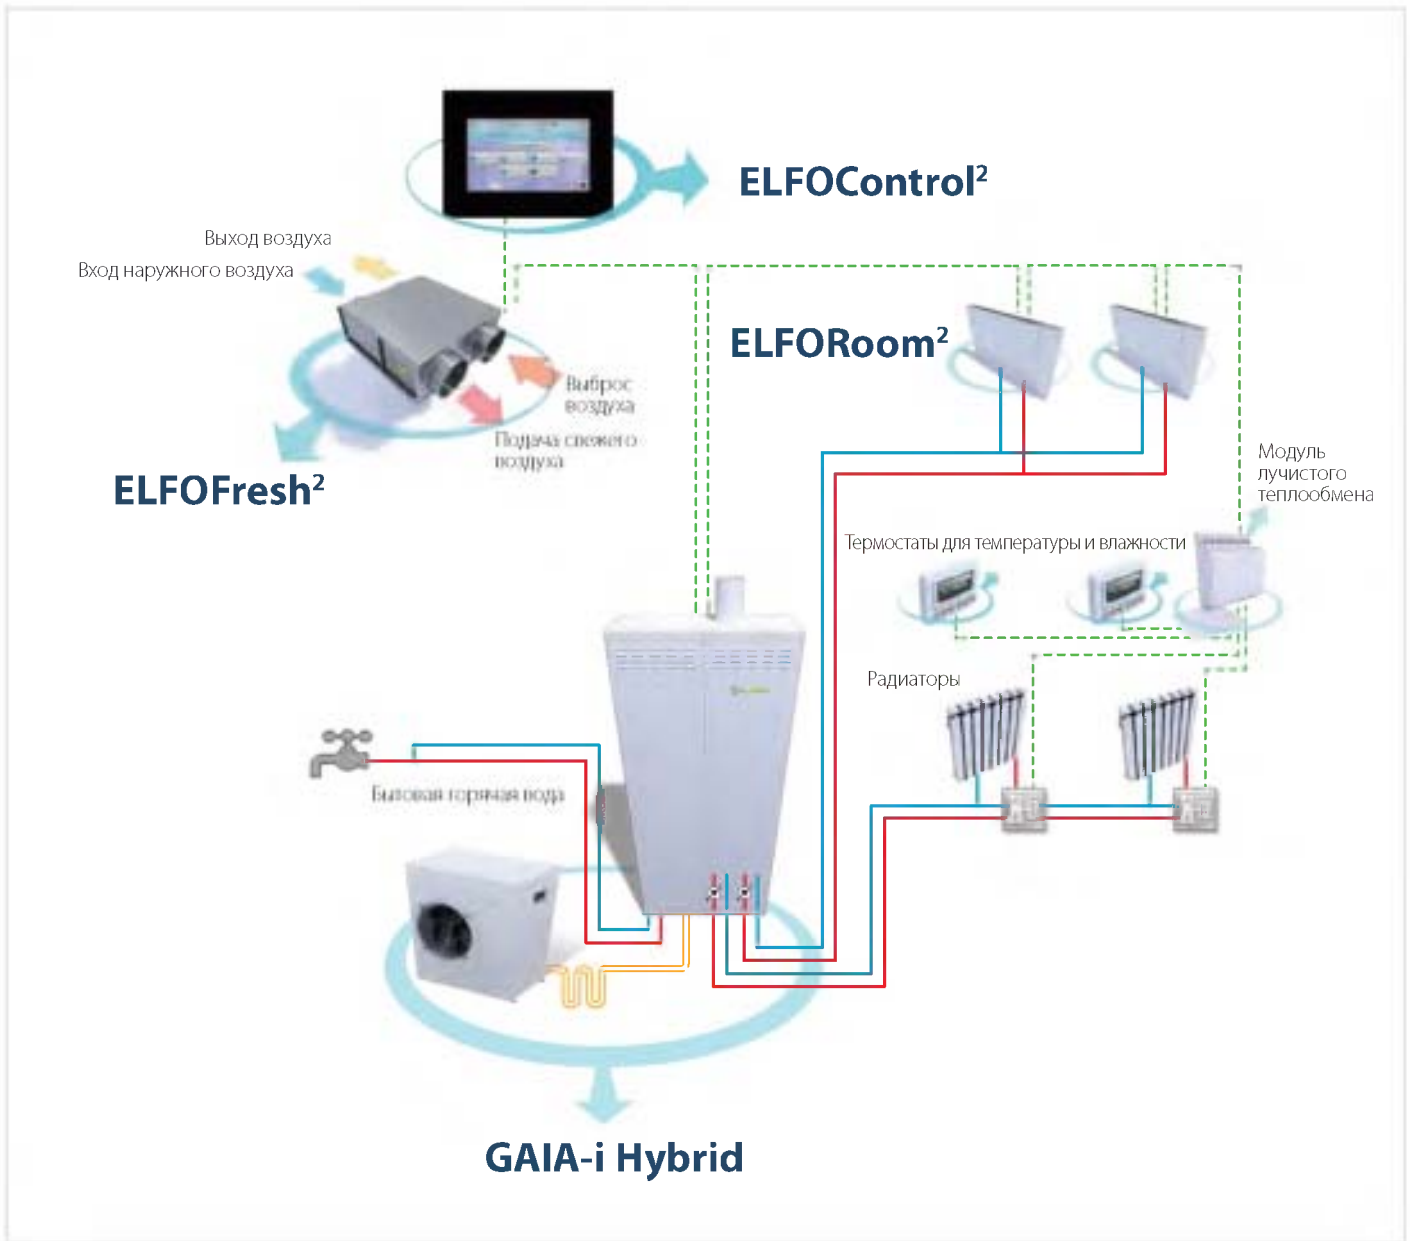 ELFOControl²
Выход воздуха
Вход наружного воздуха
ELFORoom²
Выброс
воздуха
Подача свежего
воздуха
ELFOFresh²
Модуль
лучистого
теплообмена
Термостаты для температуры и влажности
Радиаторы
Бытовая горячая вода
GAIA-i Hybrid